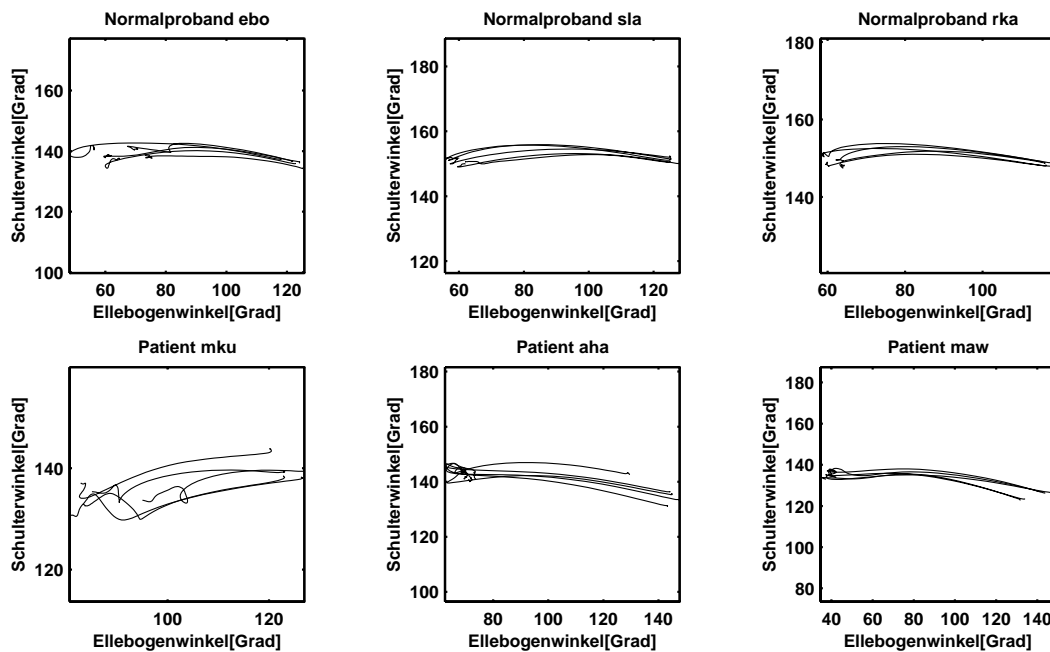 Normalproband ebo
Schulterwinkel[Grad]
160
140
120
100
60 80 100 120
Ellebogenwinkel[Grad]
Normalproband sla
Schulterwinkel[Grad]
180
160
140
120
60 80 100 120
Ellebogenwinkel[Grad]
Normalproband rka
Schulterwinkel[Grad]
180
160
140
60 80 100
Ellebogenwinkel[Grad]
Patient mku
Schulterwinkel[Grad]
140
120
100 120
Ellebogenwinkel[Grad]
Patient aha
Schulterwinkel[Grad]
180
160
140
120
100
80 100 120 140
Ellebogenwinkel[Grad]
Patient maw
Schulterwinkel[Grad]
180
160
140
120
100
80
40 60 80 100 120 140
Ellebogenwinkel[Grad]